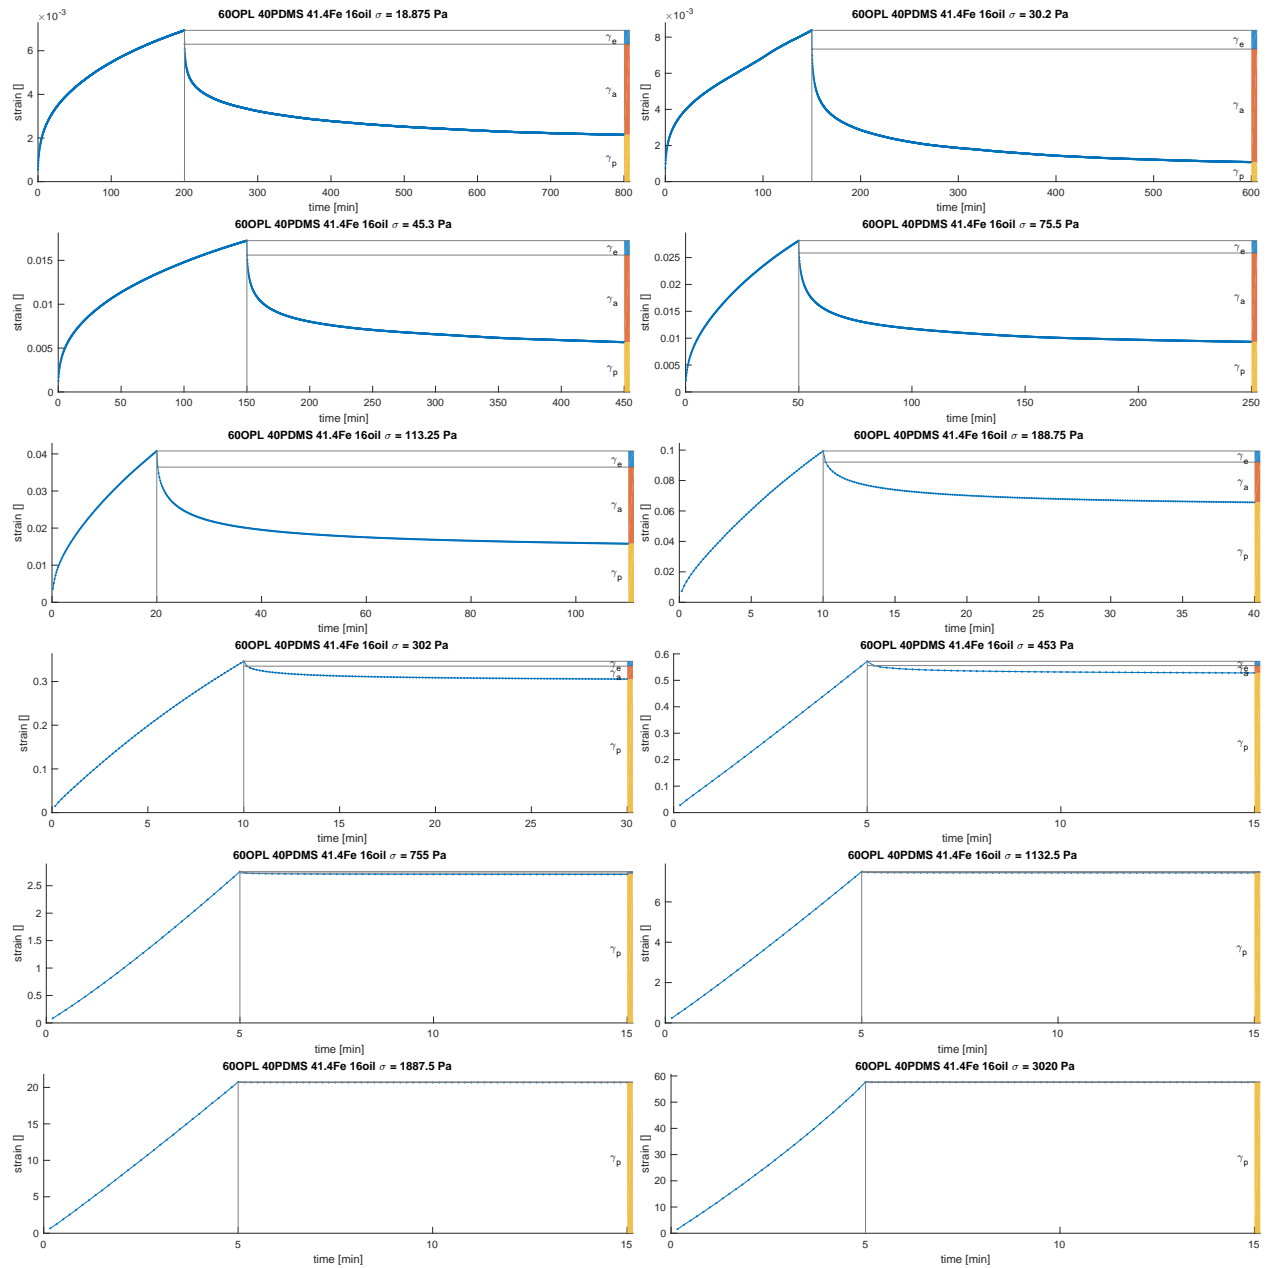 60OPL 40PDMS 41.4Fe 16oil σ = 18.875 Pa
×10⁻³
6
4
2
0
strain []
γe
γa
γp
0 100 200 300 400 500 600 700 800
time [min]
60OPL 40PDMS 41.4Fe 16oil σ = 30.2 Pa
×10⁻³
8
6
4
2
0
strain []
γe
γa
γp
0 100 200 300 400 500 600
time [min]
60OPL 40PDMS 41.4Fe 16oil σ = 45.3 Pa
0.015
0.01
0.005
0
strain []
γe
γa
γp
0 50 100 150 200 250 300 350 400 450
time [min]
60OPL 40PDMS 41.4Fe 16oil σ = 75.5 Pa
0.025
0.02
0.015
0.01
0.005
0
strain []
γe
γa
γp
0 50 100 150 200 250
time [min]
60OPL 40PDMS 41.4Fe 16oil σ = 113.25 Pa
0.04
0.03
0.02
0.01
0
strain []
γe
γa
γp
0 20 40 60 80 100
time [min]
60OPL 40PDMS 41.4Fe 16oil σ = 188.75 Pa
0.1
0.08
0.06
0.04
0.02
0
strain []
γe
γa
γp
0 5 10 15 20 25 30 35 40
time [min]
60OPL 40PDMS 41.4Fe 16oil σ = 302 Pa
0.3
0.2
0.1
0
strain []
γe
γa
γp
0 5 10 15 20 25 30
time [min]
60OPL 40PDMS 41.4Fe 16oil σ = 453 Pa
0.6
0.5
0.4
0.3
0.2
0.1
0
strain []
γe
γa
γp
0 5 10 15
time [min]
60OPL 40PDMS 41.4Fe 16oil σ = 755 Pa
2.5
2
1.5
1
0.5
0
strain []
γp
0 5 10 15
time [min]
60OPL 40PDMS 41.4Fe 16oil σ = 1132.5 Pa
6
4
2
0
strain []
γp
0 5 10 15
time [min]
60OPL 40PDMS 41.4Fe 16oil σ = 1887.5 Pa
20
15
10
5
0
strain []
γp
0 5 10 15
time [min]
60OPL 40PDMS 41.4Fe 16oil σ = 3020 Pa
60
50
40
30
20
10
0
strain []
γp
0 5 10 15
time [min]